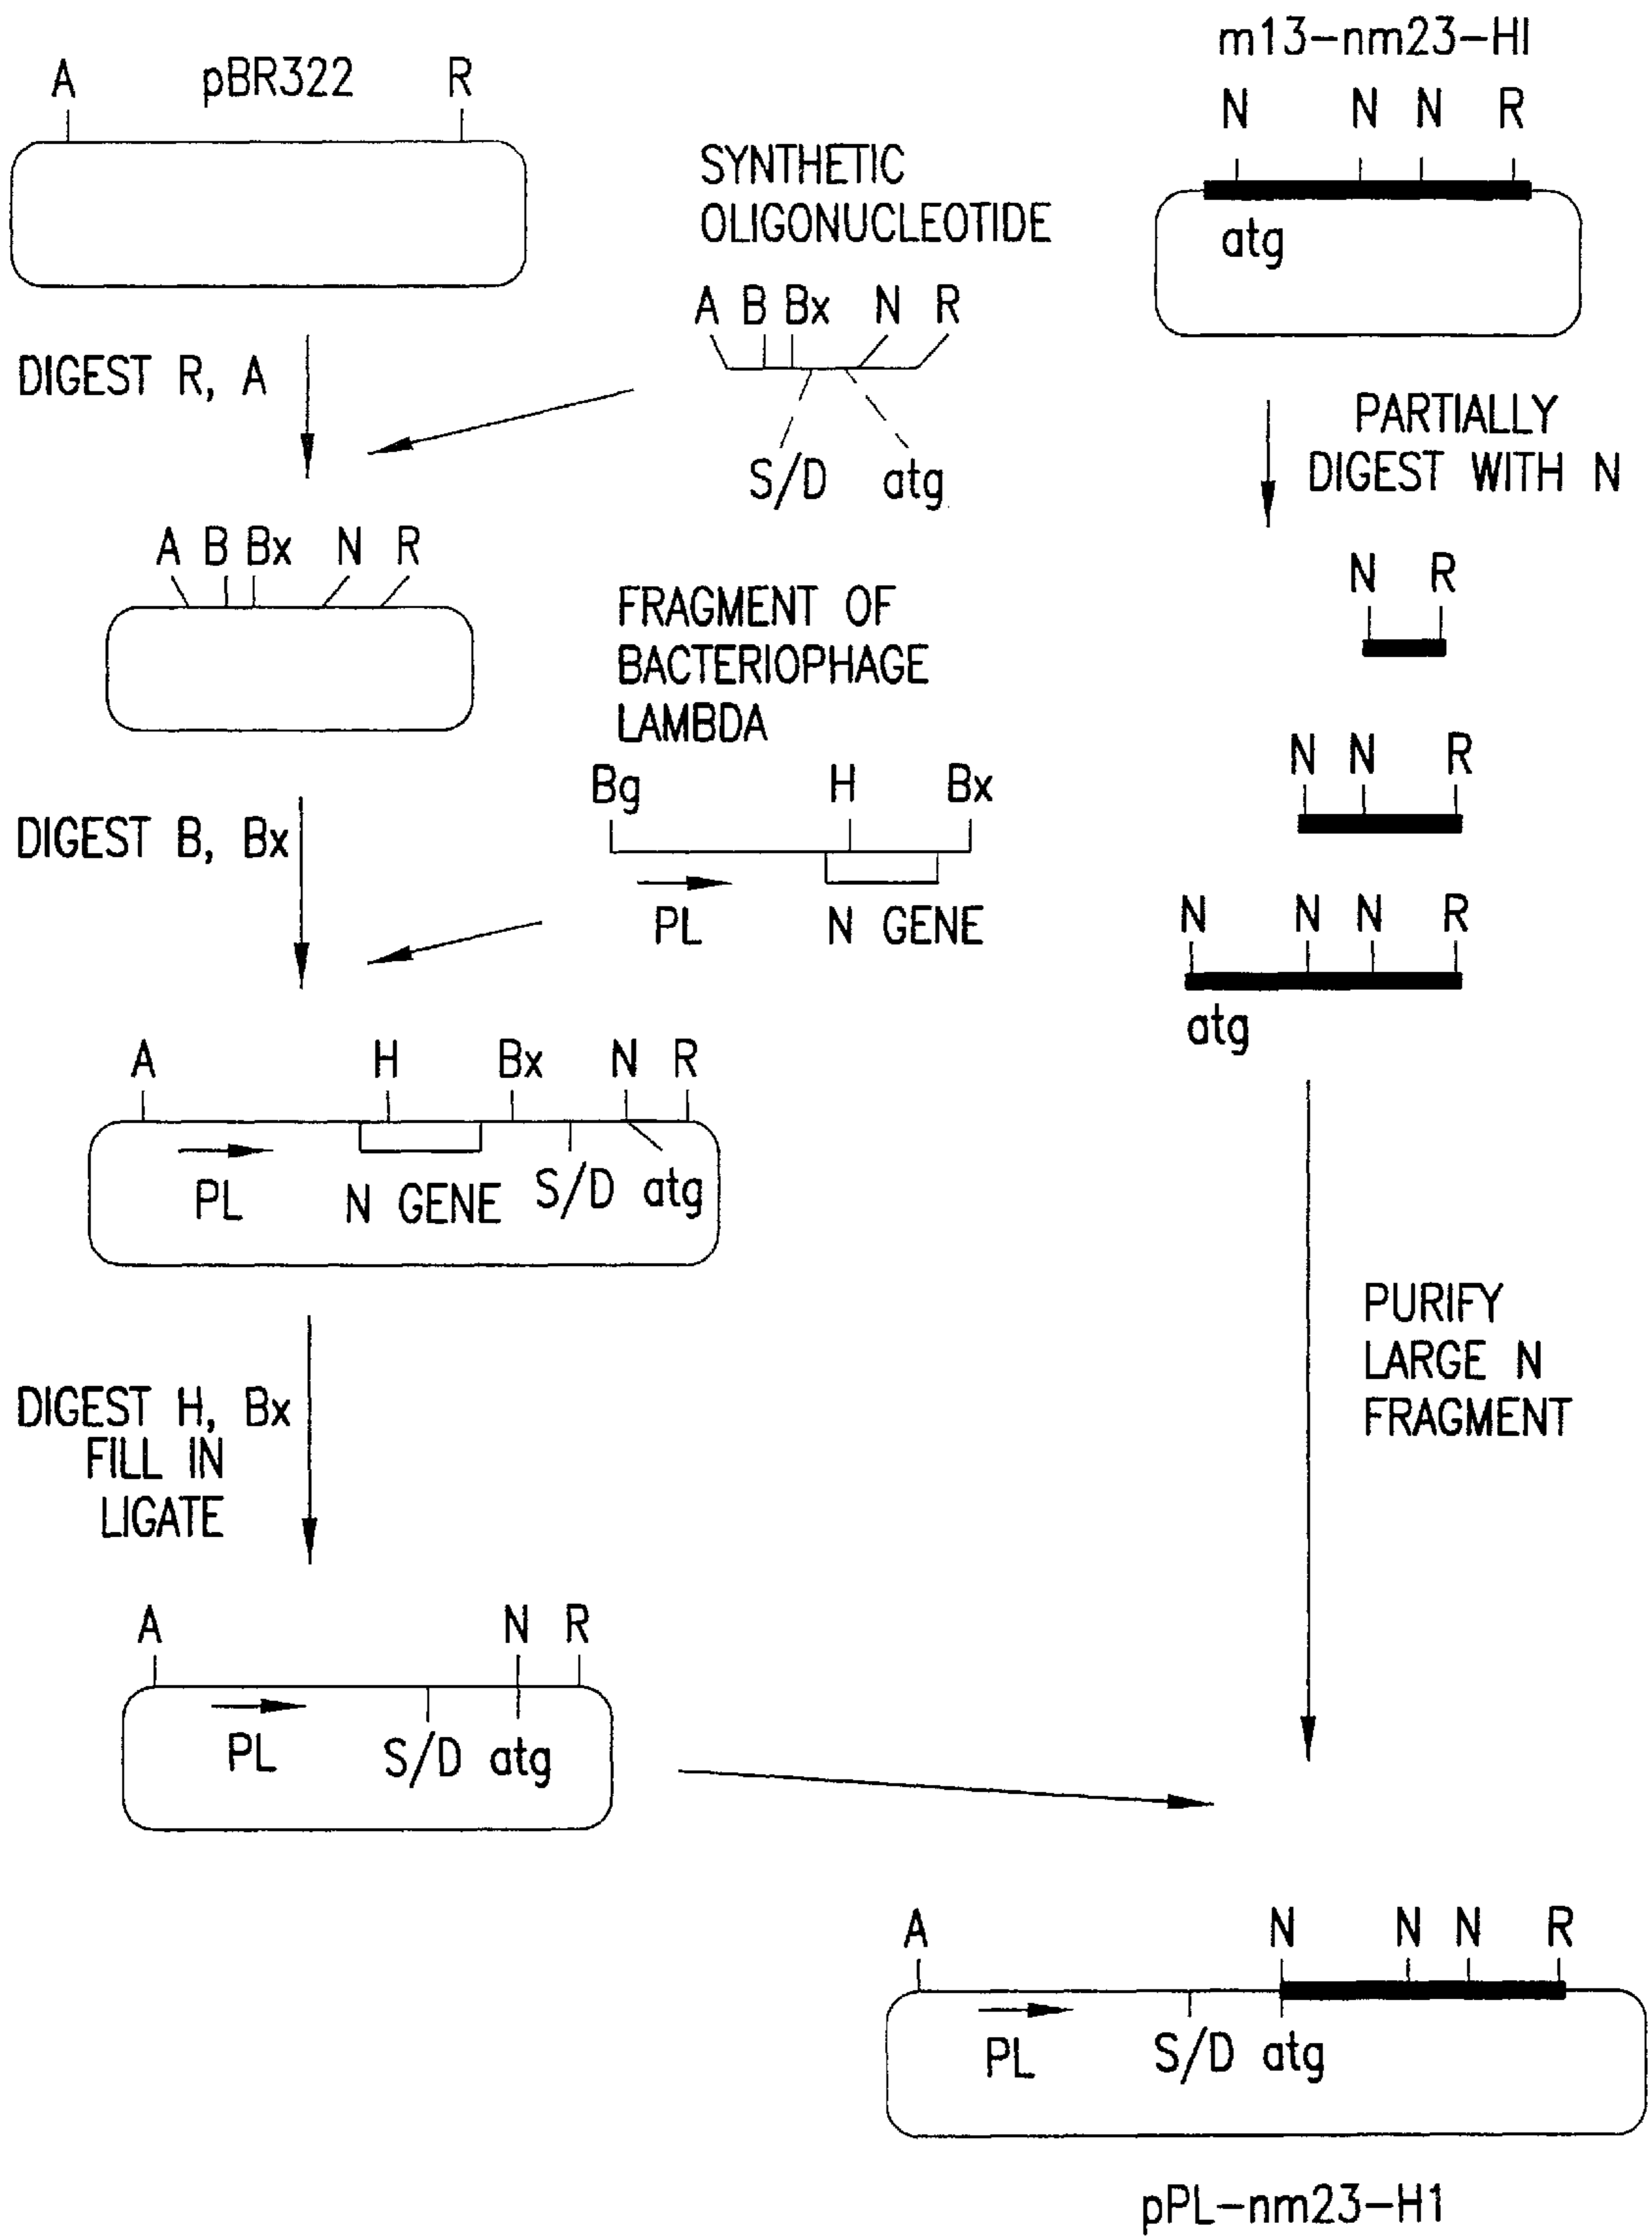 m13-nm23-HI
A pBR322 R
N N N R
SYNTHETIC
OLIGONUCLEOTIDE
atg
A B Bx N R
DIGEST R, A
S/D atg
PARTIALLY
DIGEST WITH N
A B Bx N R
N R
FRAGMENT OF
BACTERIOPHAGE
LAMBDA
N N R
Bg H Bx
DIGEST B, Bx
PL N GENE
N N N R
atg
A H Bx N R
PL N GENE S/D atg
PURIFY
LARGE N
FRAGMENT
DIGEST H, Bx
FILL IN
LIGATE
A N R
PL S/D atg
A N N N R
PL S/D atg
pPL-nm23-H1